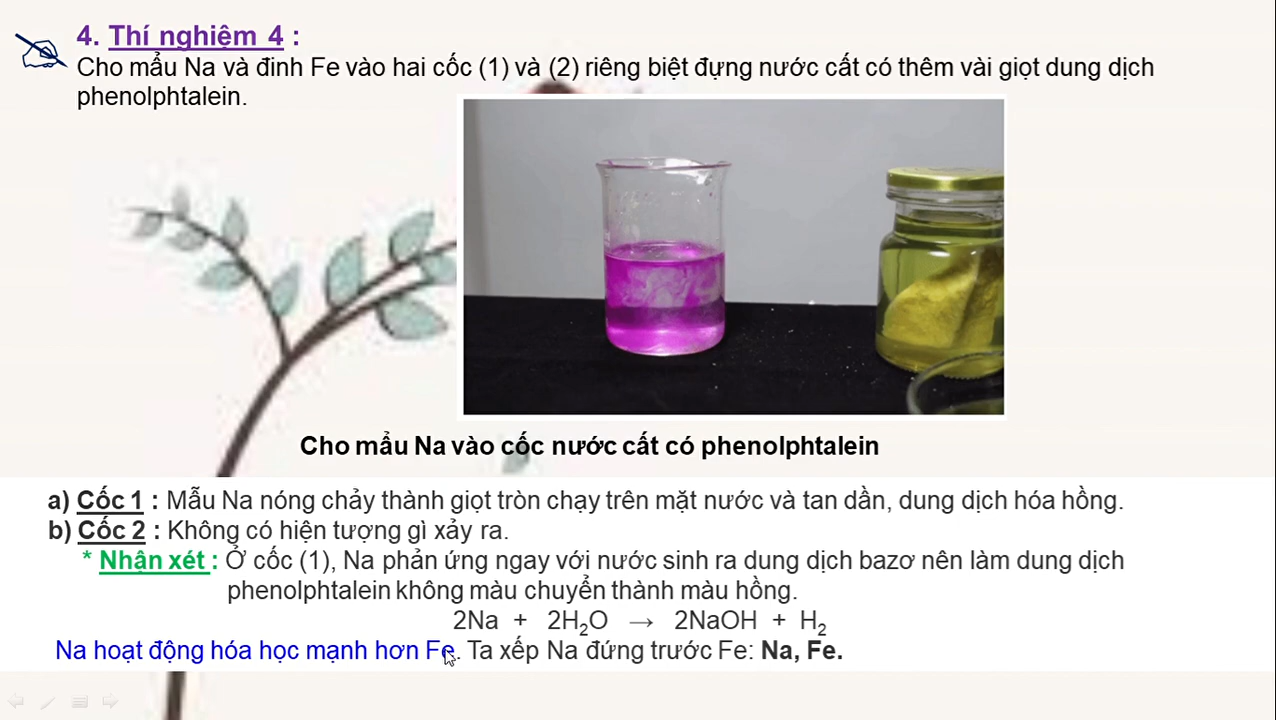 4. Thí nghiệm 4 :
Cho mẩu Na và đinh Fe vào hai cốc (1) và (2) riêng biệt đựng nước cất có thêm vài giọt dung dịch
phenolphtalein.
Cho mẩu Na vào cốc nước cất có phenolphtalein
a) Cốc 1 : Mẫu Na nóng chảy thành giọt tròn chạy trên mặt nước và tan dần, dung dịch hóa hồng.
b) Cốc 2 : Không có hiện tượng gì xảy ra.
* Nhận xét : Ở cốc (1), Na phản ứng ngay với nước sinh ra dung dịch bazơ nên làm dung dịch
phenolphtalein không màu chuyển thành màu hồng.
2Na + 2H₂O → 2NaOH + H₂
Na hoạt động hóa học mạnh hơn Fe. Ta xếp Na đứng trước Fe: Na, Fe.